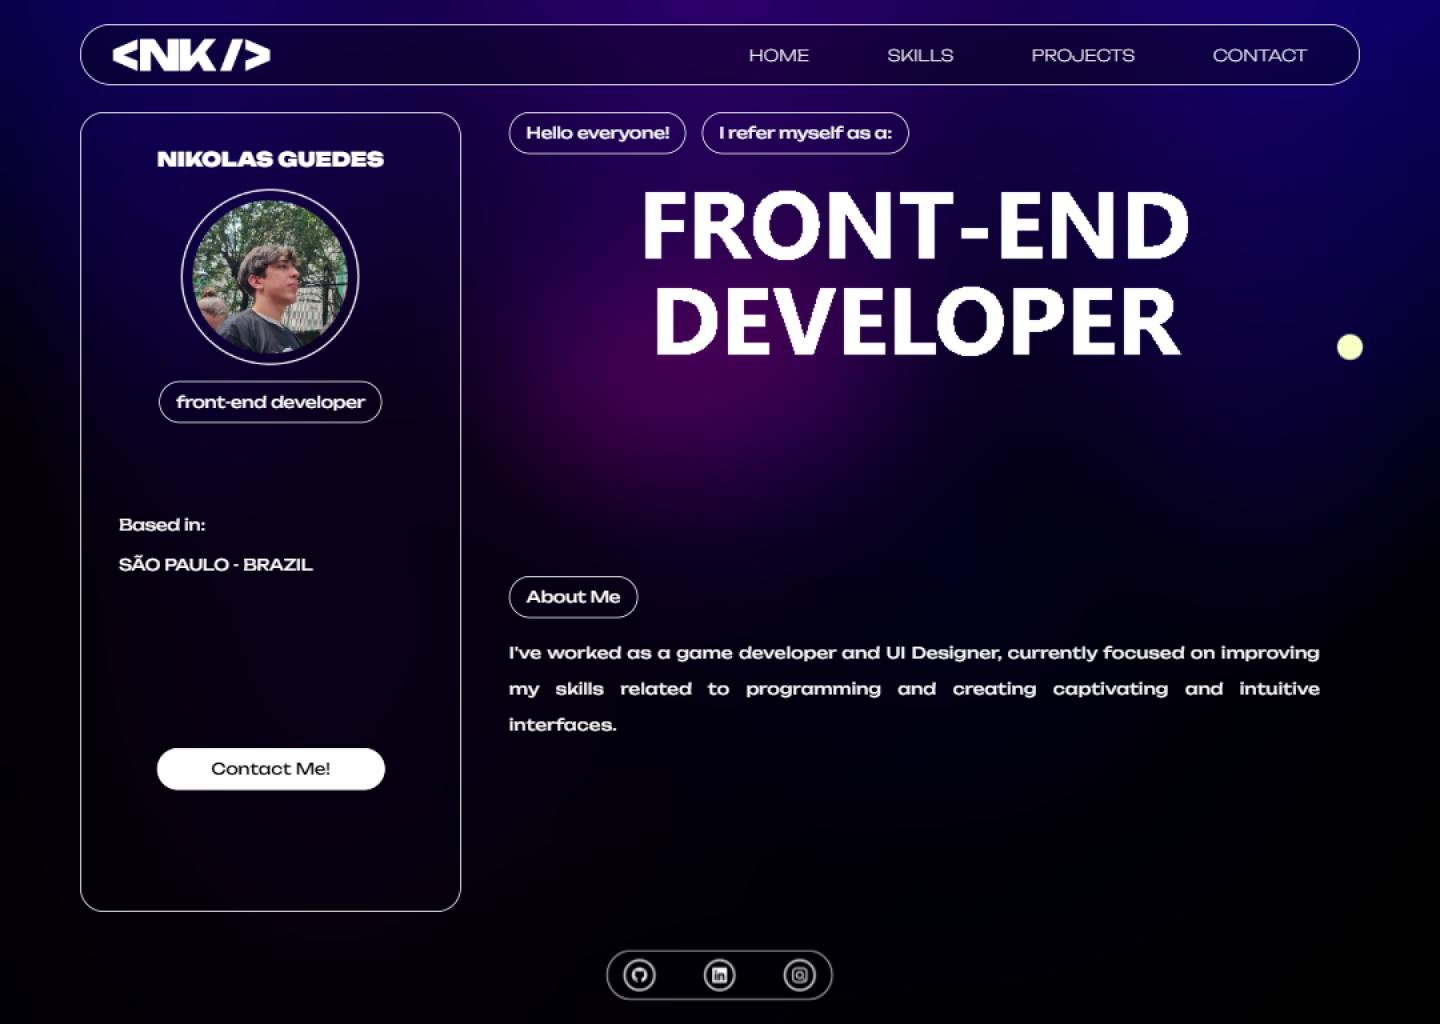 <NK/>
HOME SKILLS PROJECTS CONTACT
NIKOLAS GUEDES
front-end developer
Based in:
SÃO PAULO - BRAZIL
Contact Me!
Hello everyone! I refer myself as a:
FRONT-END
DEVELOPER
About Me
I've worked as a game developer and UI Designer, currently focused on improving
my skills related to programming and creating captivating and intuitive
interfaces.
in